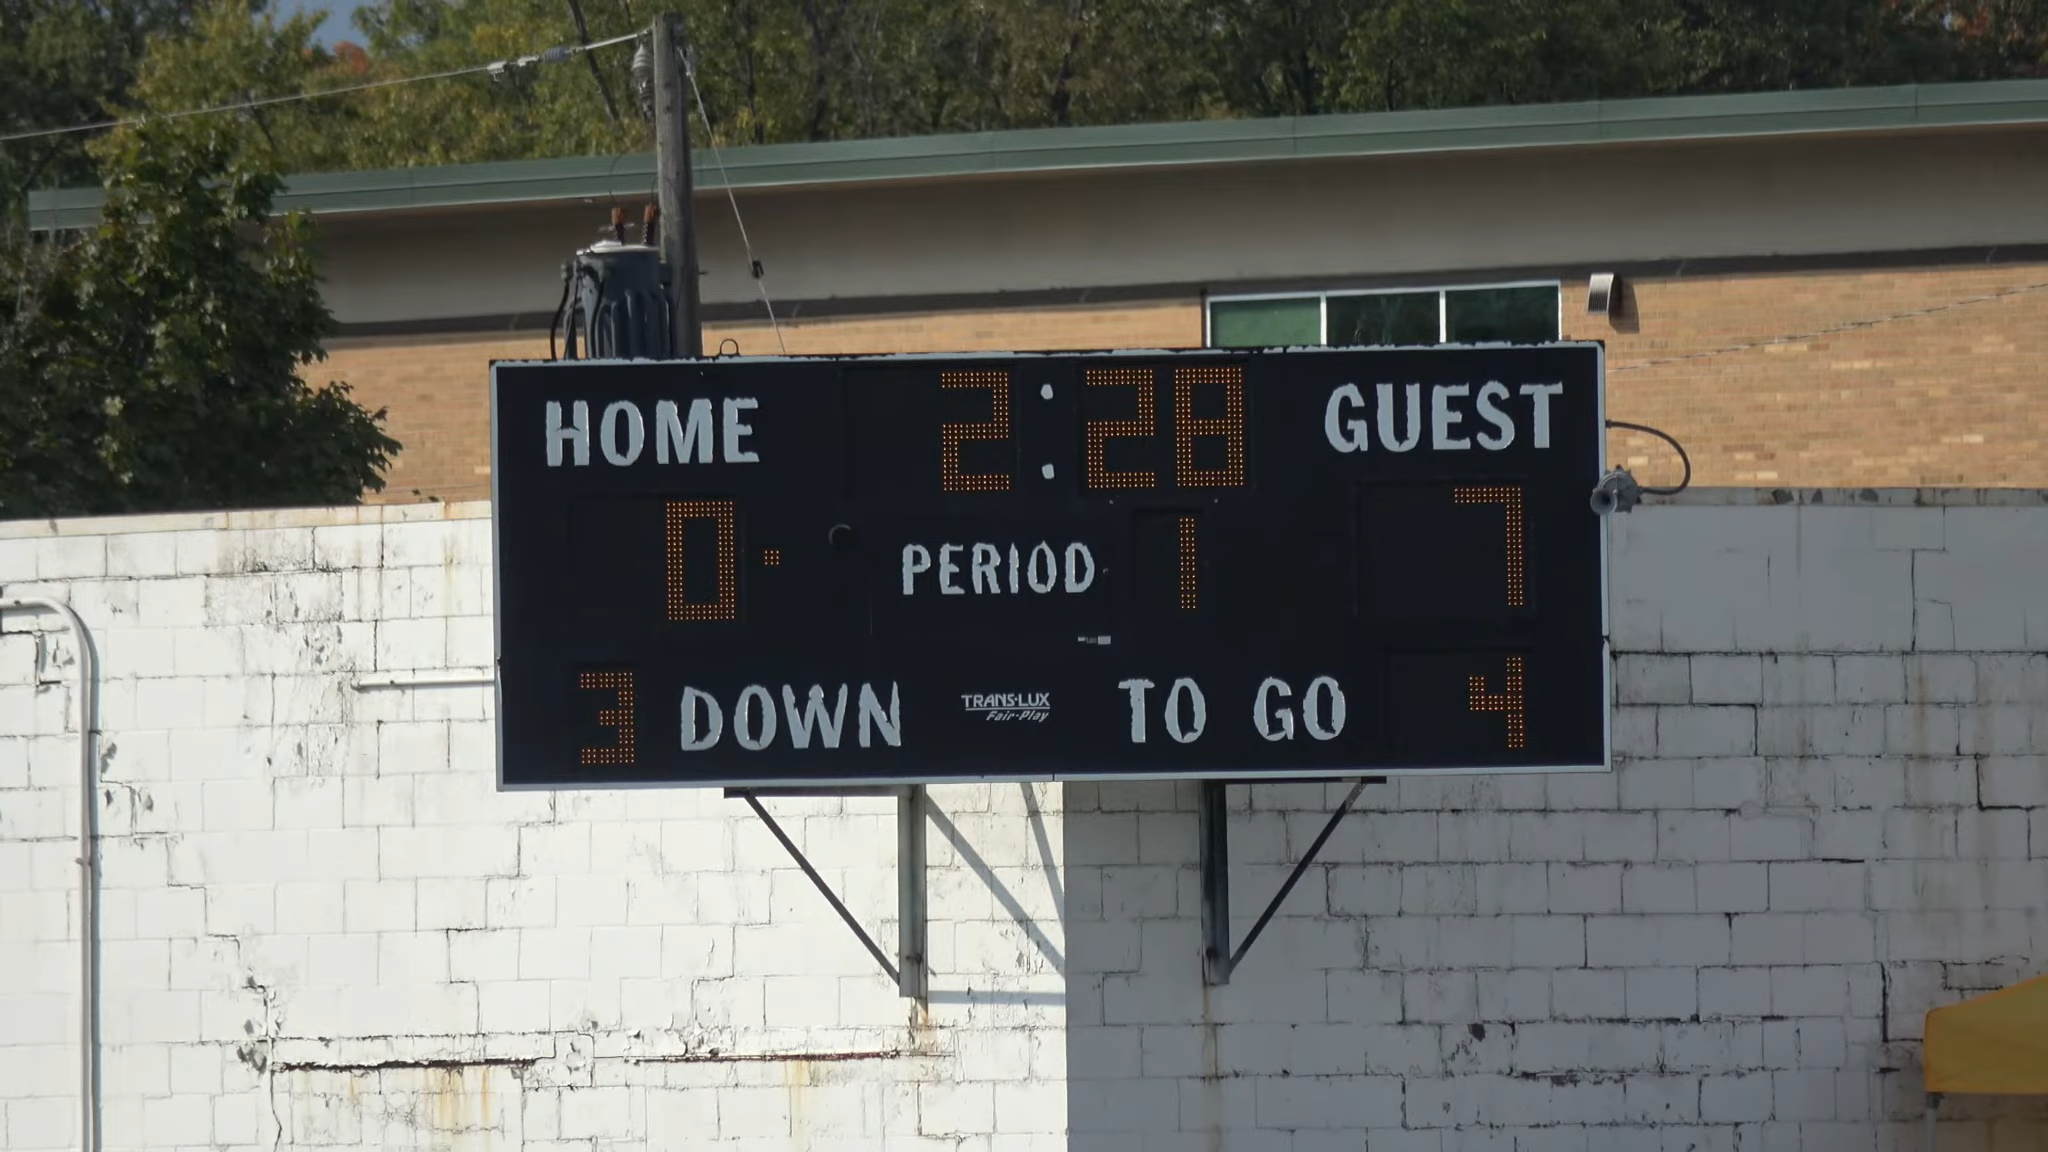 HOME 2:28 GUEST
0 PERIOD 1 7
3 DOWN TRANS-LUX TO GO 4
Fair-Play